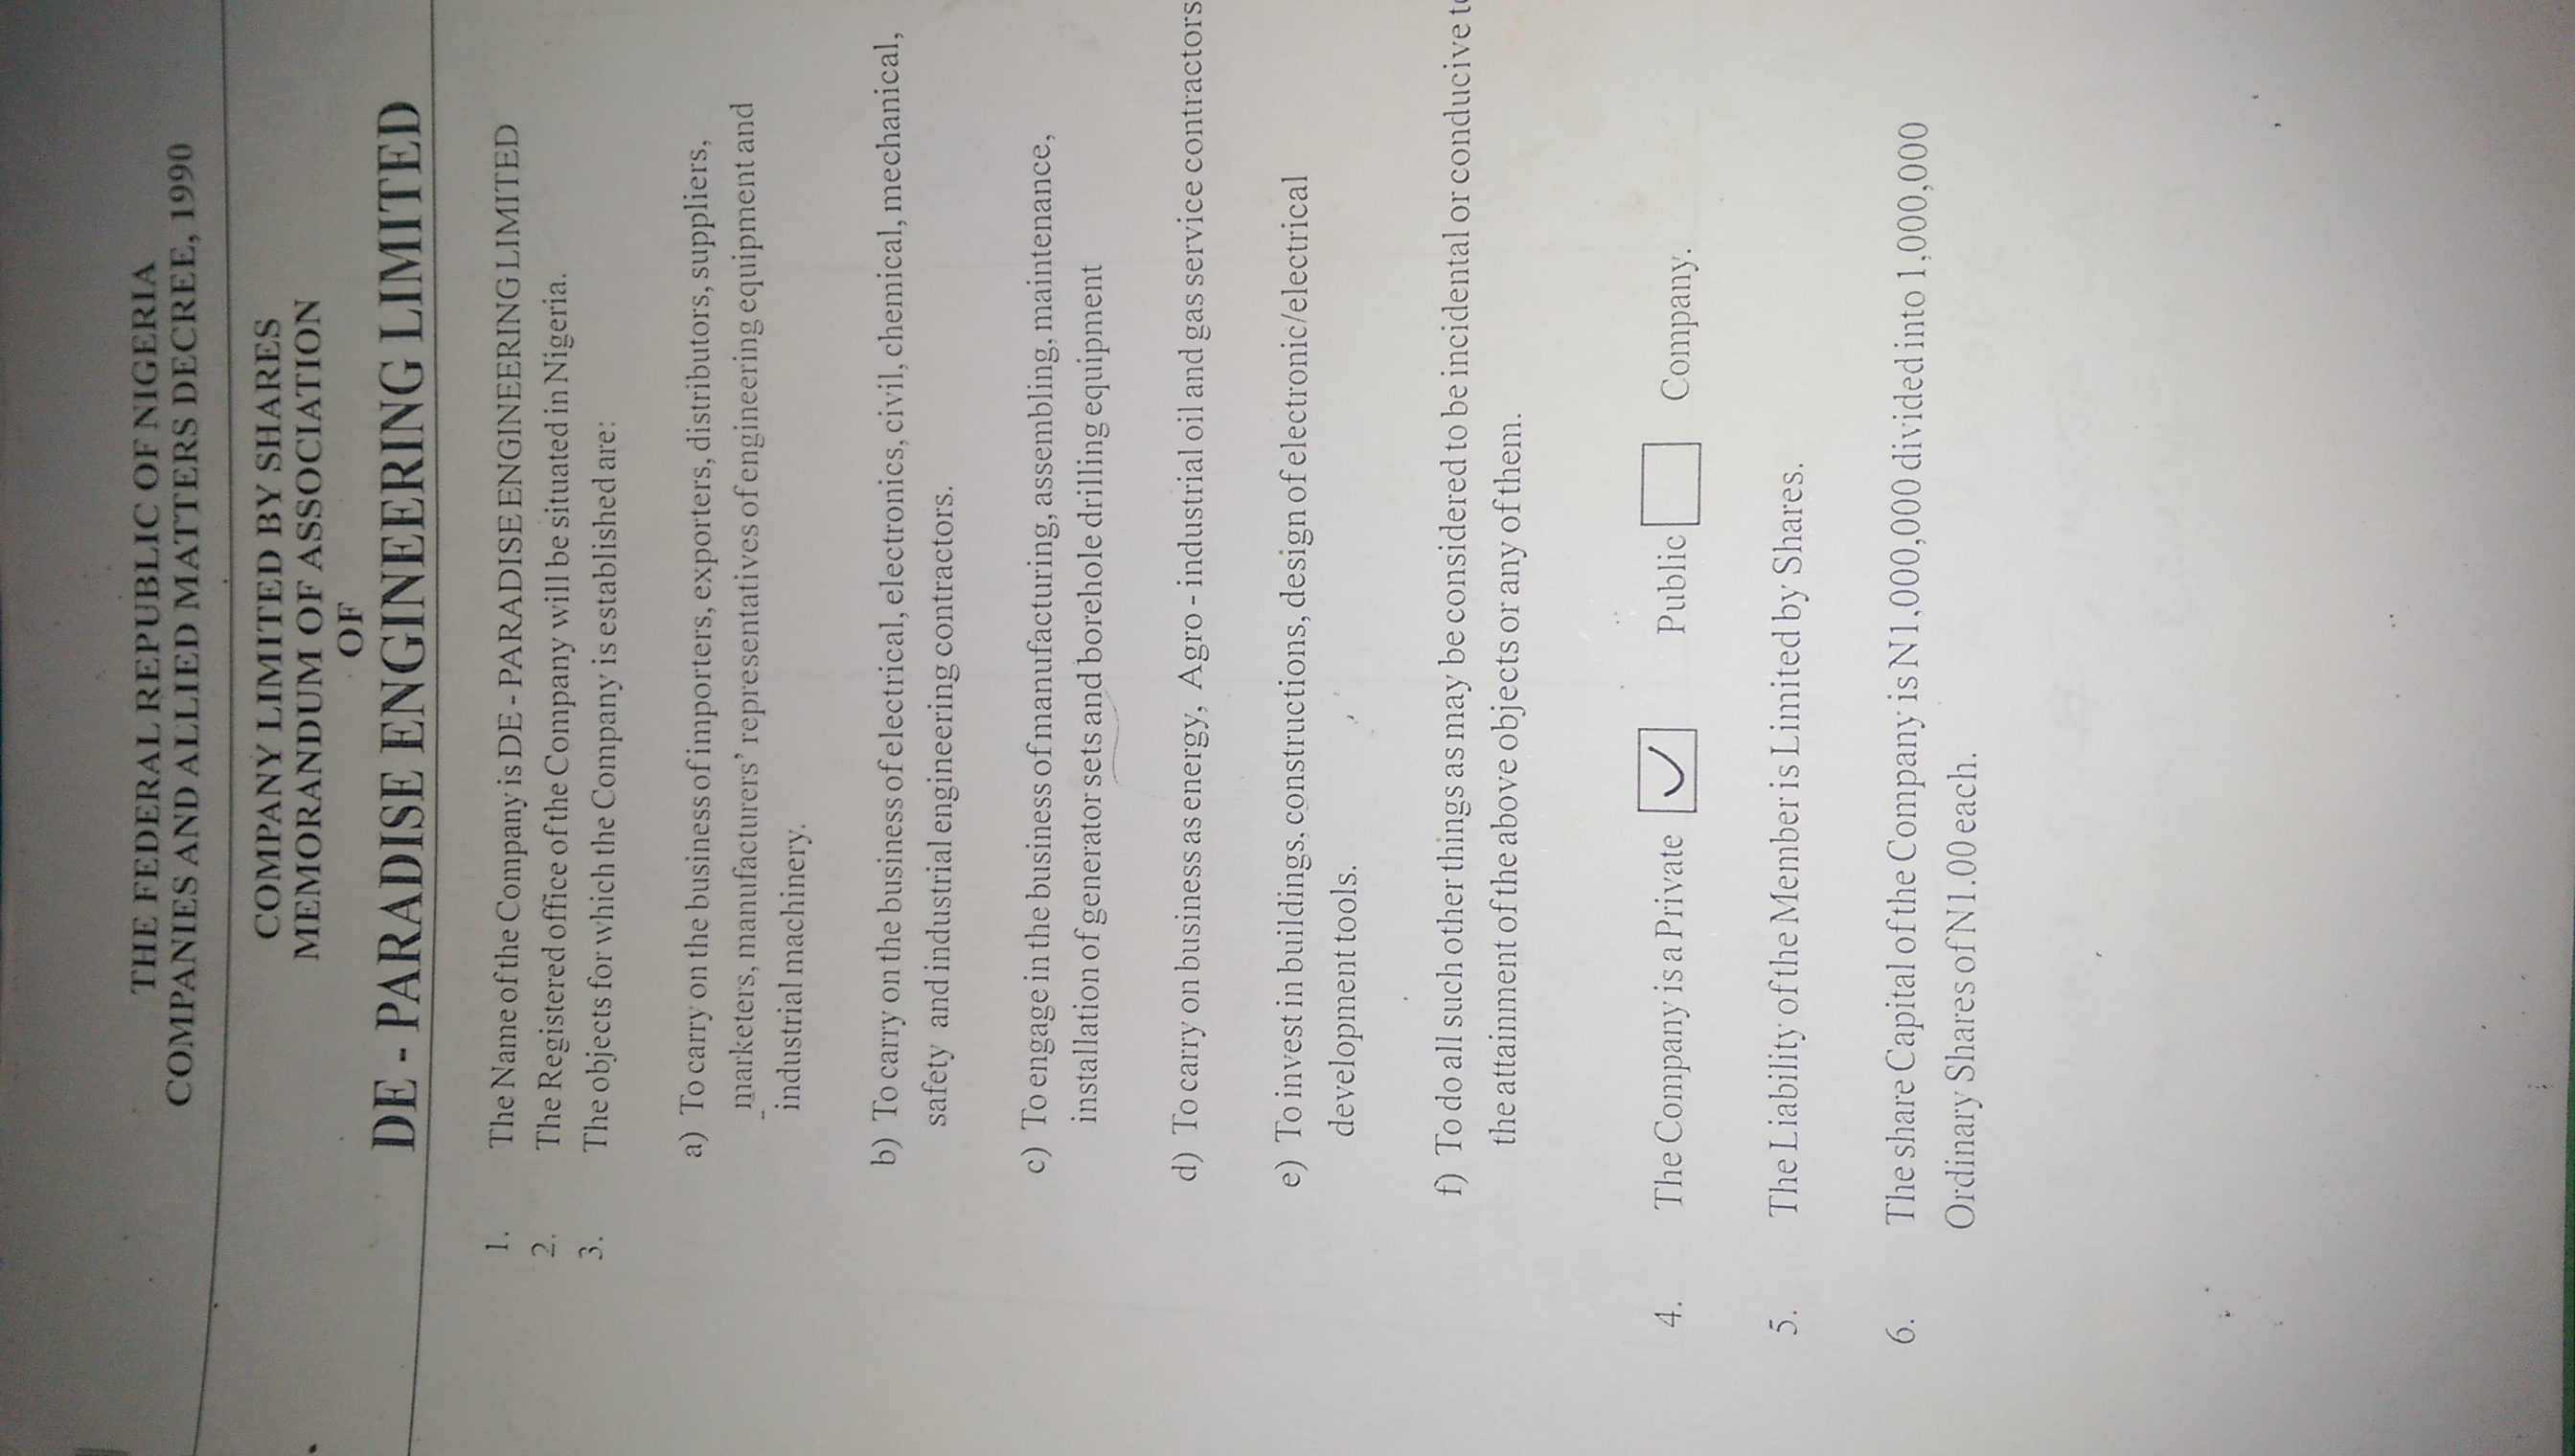 THE FEDERAL REPUBLIC OF NIGERIA
COMPANIES AND ALLIED MATTERS DECREE, 1990
COMPANY LIMITED BY SHARES
MEMORANDUM OF ASSOCIATION
OF
DE - PARADISE ENGINEERING LIMITED
1. The Name of the Company is DE - PARADISE ENGINEERING LIMITED
2. The Registered office of the Company will be situated in Nigeria.
3. The objects for which the Company is established are:
a) To carry on the business of importers, exporters, distributors, suppliers,
marketers, manufacturers' representatives of engineering equipment and
industrial machinery.
b) To carry on the business of electrical, electronics, civil, chemical, mechanical,
safety and industrial engineering contractors.
c) To engage in the business of manufacturing, assembling, maintenance,
installation of generator sets and borehole drilling equipment
d) To carry on business as energy, Agro - industrial oil and gas service contractors
e) To invest in buildings, constructions, design of electronic/electrical
development tools.
f) To do all such other things as may be considered to be incidental or conducive to
the attainment of the above objects or any of them.
4. The Company is a Private ✓ Public Company.
5. The Liability of the Member is Limited by Shares.
6. The share Capital of the Company is N1,000,000 divided into 1,000,000
Ordinary Shares of N1.00 each.